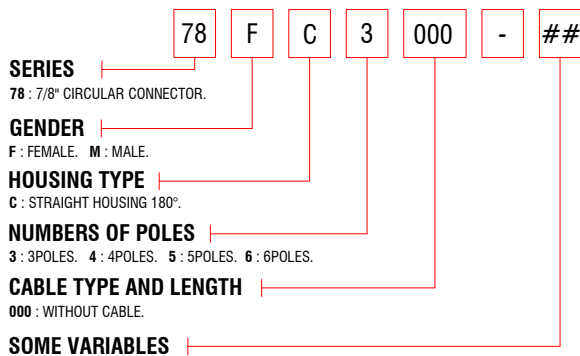 78 F C 3 000 - ##
SERIES
78 : 7/8" CIRCULAR CONNECTOR.
GENDER
F : FEMALE. M : MALE.
HOUSING TYPE
C : STRAIGHT HOUSING 180°.
NUMBERS OF POLES
3 : 3POLES. 4 : 4POLES. 5 : 5POLES. 6 : 6POLES.
CABLE TYPE AND LENGTH
000 : WITHOUT CABLE.
SOME VARIABLES